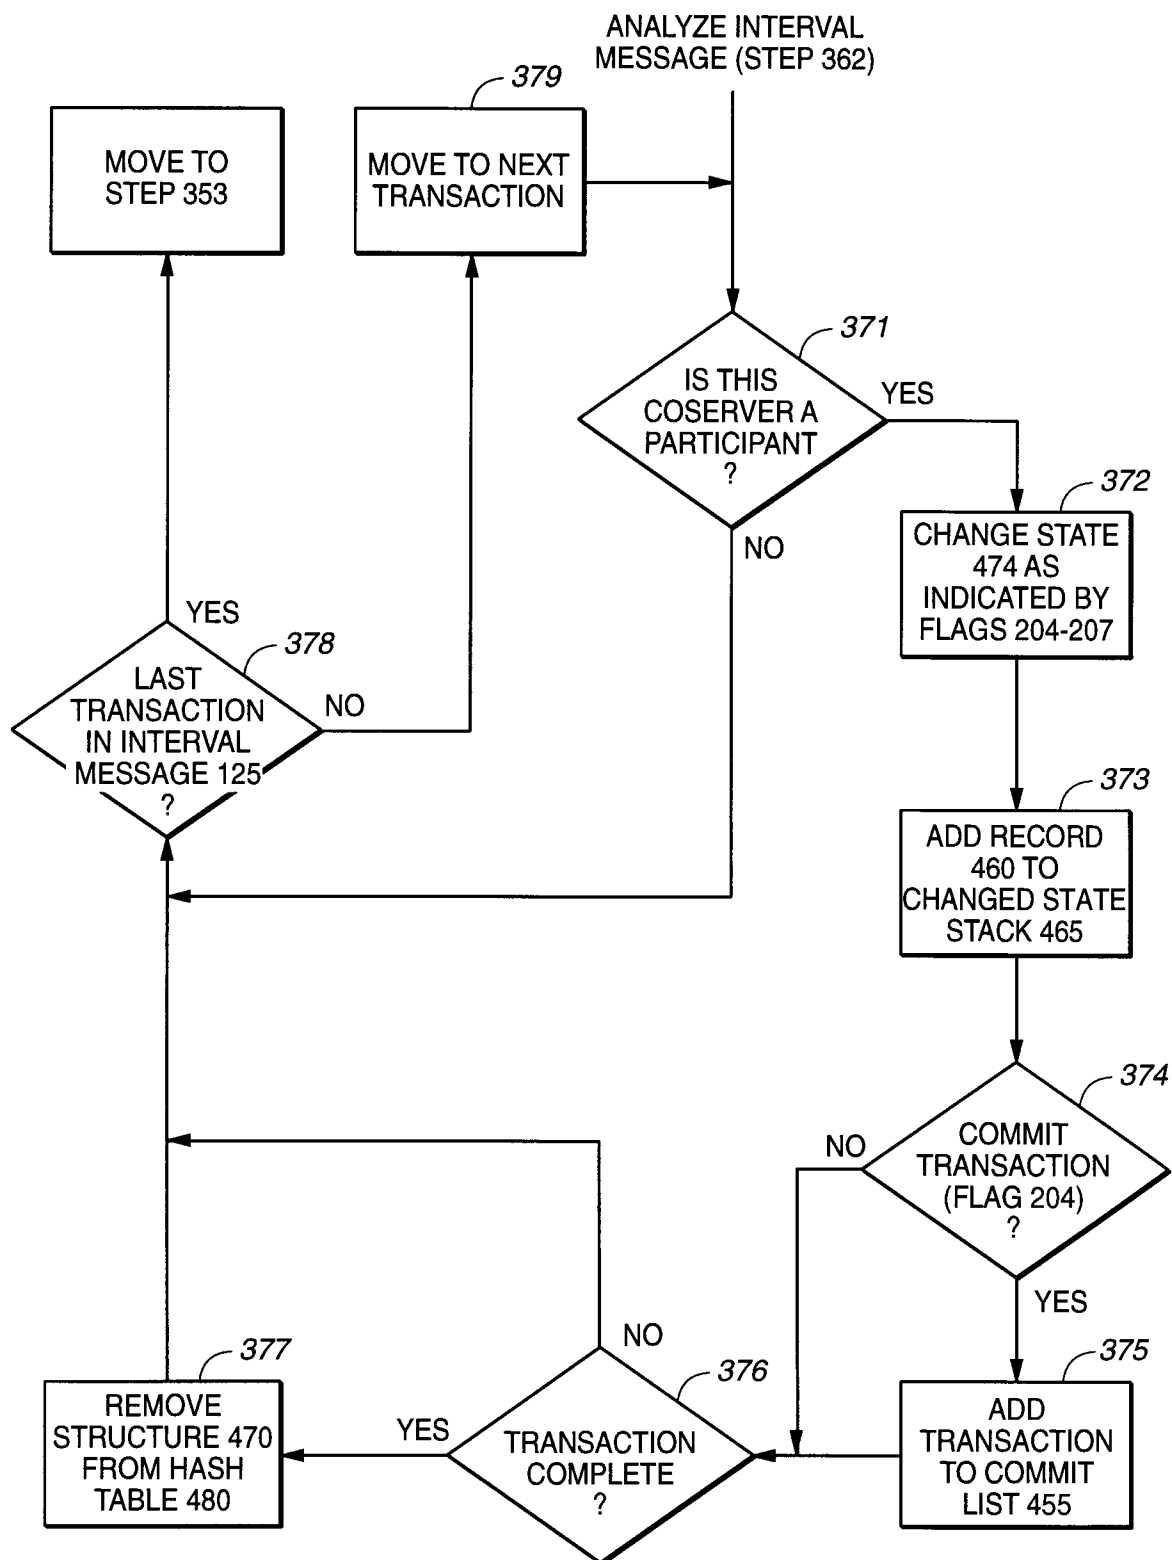 ANALYZE INTERVAL
MESSAGE (STEP 362)
379
MOVE TO
STEP 353
MOVE TO NEXT
TRANSACTION
371
IS THIS
COSERVER A
PARTICIPANT
?
YES
NO
372
CHANGE STATE
474 AS
INDICATED BY
FLAGS 204-207
YES
378
LAST
TRANSACTION
IN INTERVAL
MESSAGE 125
?
NO
373
ADD RECORD
460 TO
CHANGED STATE
STACK 465
374
COMMIT
TRANSACTION
(FLAG 204)
?
NO
YES
375
ADD
TRANSACTION
TO COMMIT
LIST 455
376
TRANSACTION
COMPLETE
?
NO
YES
377
REMOVE
STRUCTURE 470
FROM HASH
TABLE 480